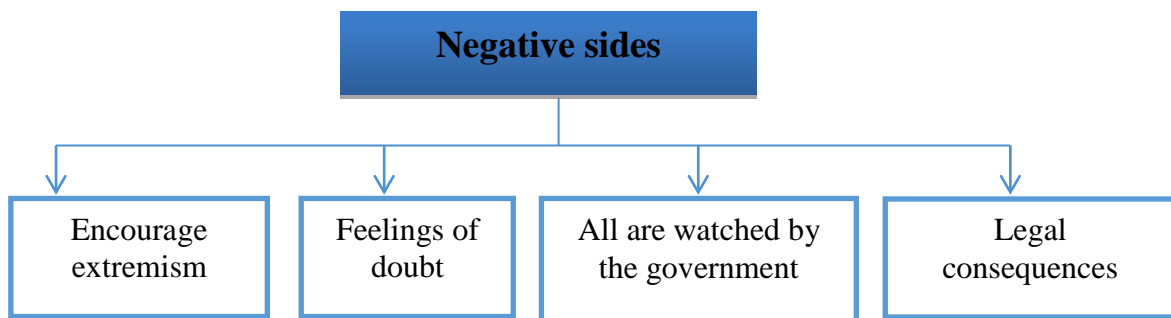 Negative sides
Encourage
extremism
Feelings of
doubt
All are watched by
the government
Legal
consequences